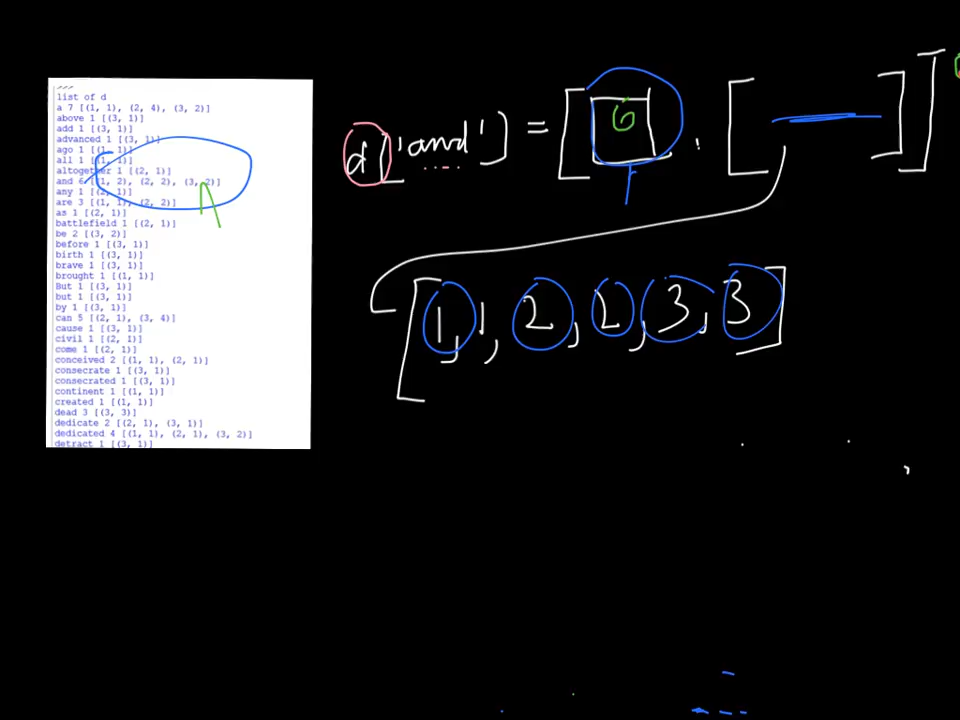 >>>
list of d
a 7 [(1, 1), (2, 4), (3, 2)]
above 1 [(3, 1)]
add 1 [(3, 1)]
advanced 1 [(3, 1)]
ago 1 [(1, 1)]
all 1 [(1, 1)]
altogether 1 [(2, 1)]
and 6 [(1, 2), (2, 2), (3, 2)]
any 1 [(2, 1)]
are 3 [(1, 1), (2, 2)]
as 1 [(2, 1)]
battlefield 1 [(2, 1)]
be 2 [(3, 2)]
before 1 [(3, 1)]
birth 1 [(3, 1)]
brave 1 [(3, 1)]
brought 1 [(1, 1)]
But 1 [(3, 1)]
but 1 [(3, 1)]
by 1 [(3, 1)]
can 5 [(2, 1), (3, 4)]
cause 1 [(3, 1)]
civil 1 [(2, 1)]
come 1 [(2, 1)]
conceived 2 [(1, 1), (2, 1)]
consecrate 1 [(3, 1)]
consecrated 1 [(3, 1)]
continent 1 [(1, 1)]
created 1 [(1, 1)]
dead 3 [(3, 3)]
dedicate 2 [(2, 1), (3, 1)]
dedicated 4 [(1, 1), (2, 1), (3, 2)]
detract 1 [(3, 1)]
A
d['and'] = [6, [ ]]
[1, 1, 2, 2, 3, 3]